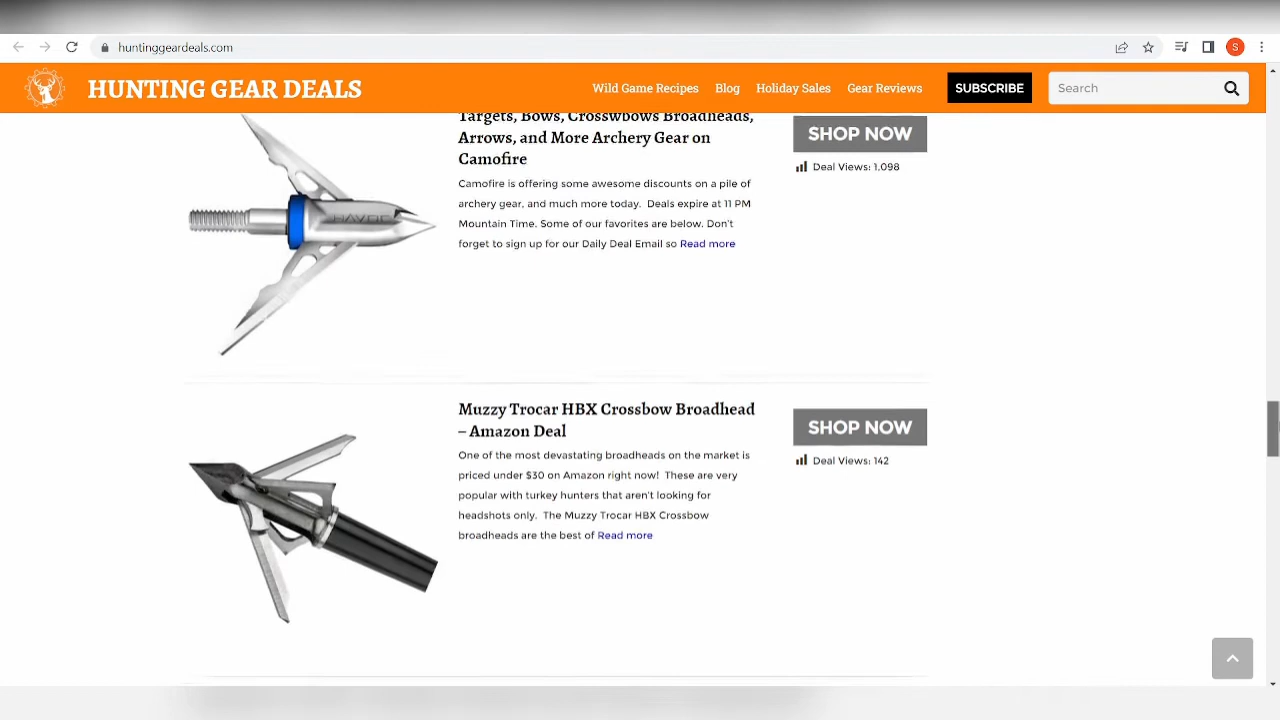 huntinggeardeals.com
S
HUNTING GEAR DEALS
Wild Game Recipes
Blog
Holiday Sales
Gear Reviews
SUBSCRIBE
Search
Targets, Bows, Crosswbows Broadheads,
Arrows, and More Archery Gear on
Camofire
Camofire is offering some awesome discounts on a pile of
archery gear, and much more today. Deals expire at 11 PM
Mountain Time. Some of our favorites are below. Don't
forget to sign up for our Daily Deal Email so Read more
SHOP NOW
Deal Views: 1,098
HAVOC
Muzzy Trocar HBX Crossbow Broadhead
– Amazon Deal
One of the most devastating broadheads on the market is
priced under $30 on Amazon right now! These are very
popular with turkey hunters that aren't looking for
headshots only. The Muzzy Trocar HBX Crossbow
broadheads are the best of Read more
SHOP NOW
Deal Views: 142